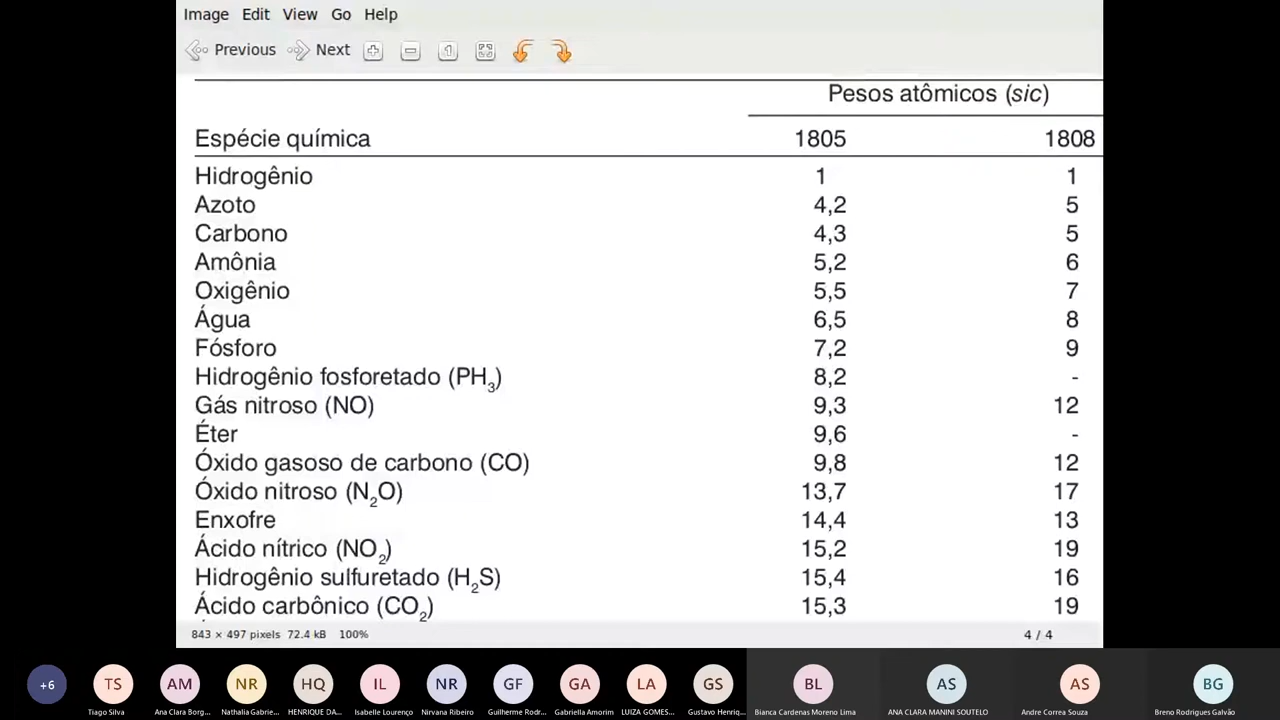 Image Edit View Go Help
Previous Next
Pesos atômicos (sic)
Espécie química 1805 1808
Hidrogênio 1 1
Azoto 4,2 5
Carbono 4,3 5
Amônia 5,2 6
Oxigênio 5,5 7
Água 6,5 8
Fósforo 7,2 9
Hidrogênio fosforetado (PH3) 8,2 -
Gás nitroso (NO) 9,3 12
Éter 9,6 -
Óxido gasoso de carbono (CO) 9,8 12
Óxido nitroso (N2O) 13,7 17
Enxofre 14,4 13
Ácido nítrico (NO2) 15,2 19
Hidrogênio sulfuretado (H2S) 15,4 16
Ácido carbônico (CO2) 15,3 19
843 × 497 pixels 72.4 kB 100% 4 / 4
+6 TS AM NR HQ IL NR GF GA LA GS BL AS AS BG
Tiago Silva Ana Clara Borg... Nathalia Gabrie... HENRIQUE DA... Isabelle Lourenço Nirvana Ribeiro Guilherme Rodr... Gabriella Amorim LUIZA GOMES... Gustavo Henriq... Bianca Cardenas Moreno Lima ANA CLARA MANINI SOUTELO Andre Correa Souza Breno Rodrigues Galvão